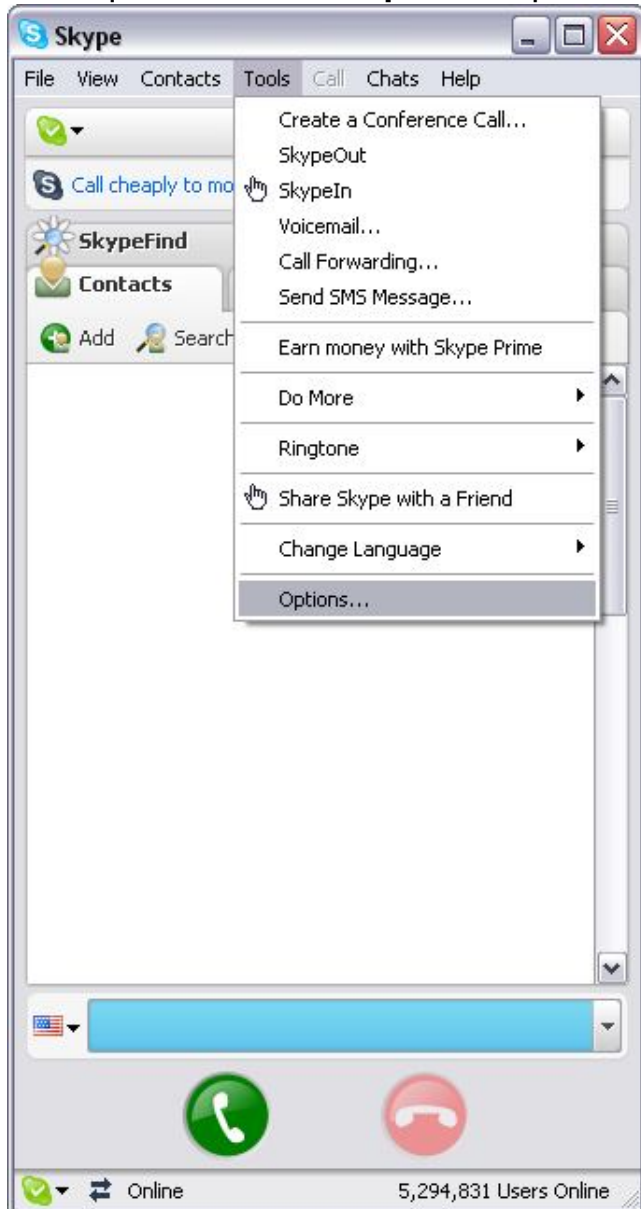 Skype
File View Contacts Tools Call Chats Help
Create a Conference Call...
SkypeOut
Call cheaply to mo
SkypeIn
Voicemail...
SkypeFind
Call Forwarding...
Contacts
Send SMS Message...
Add Search
Earn money with Skype Prime
Do More
Ringtone
Share Skype with a Friend
Change Language
Options...
Online 5,294,831 Users Online